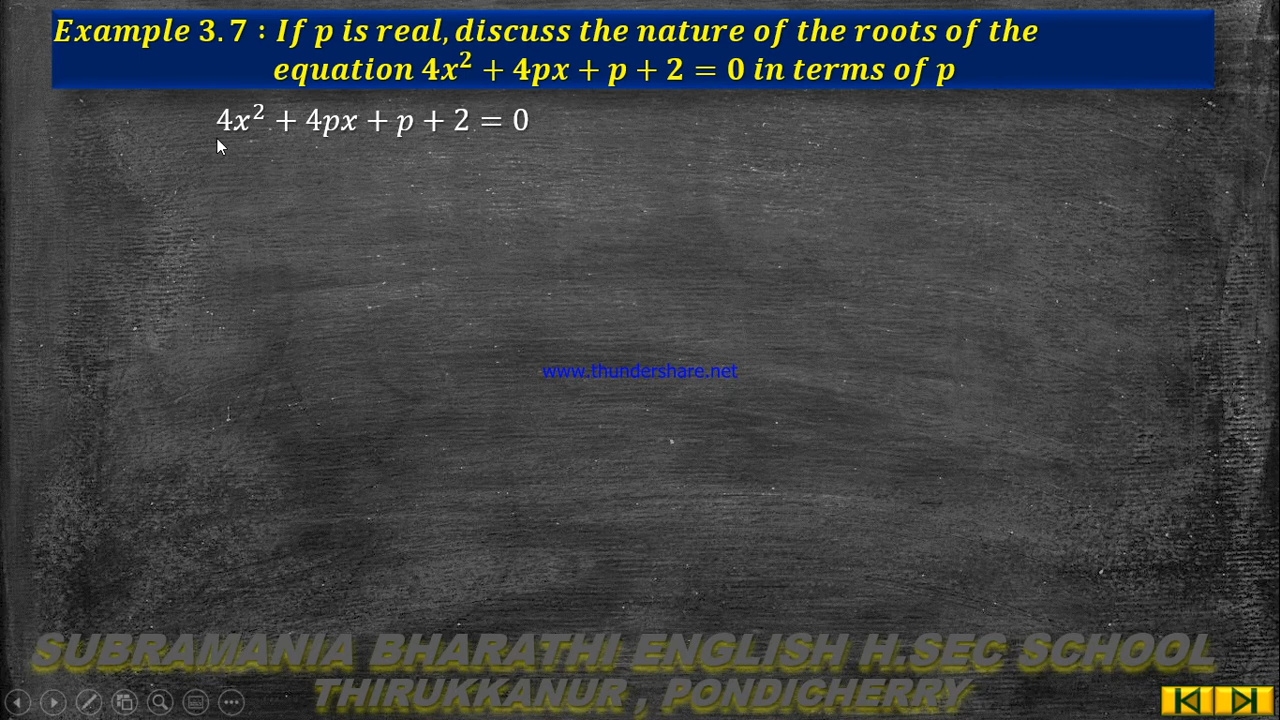 Example 3.7 : If p is real, discuss the nature of the roots of the
equation 4x² + 4px + p + 2 = 0 in terms of p
4x² + 4px + p + 2 = 0
www.thundershare.net
SUBRAMANIA BHARATHI ENGLISH H.SEC SCHOOL
THIRUKKANUR , PONDICHERRY